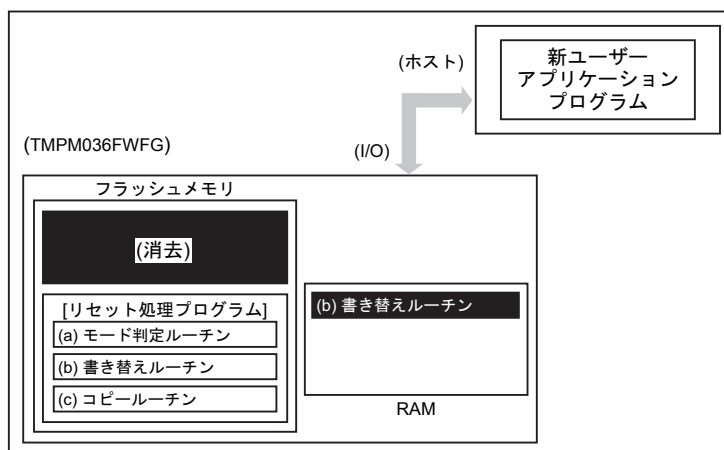 (ホスト)
新ユーザー
アプリケーション
プログラム
(TMPM036FWFG)
(I/O)
フラッシュメモリ
(消去)
[リセット処理プログラム]
(a) モード判定ルーチン
(b) 書き替えルーチン
(c) コピールーチン
(b) 書き替えルーチン
RAM